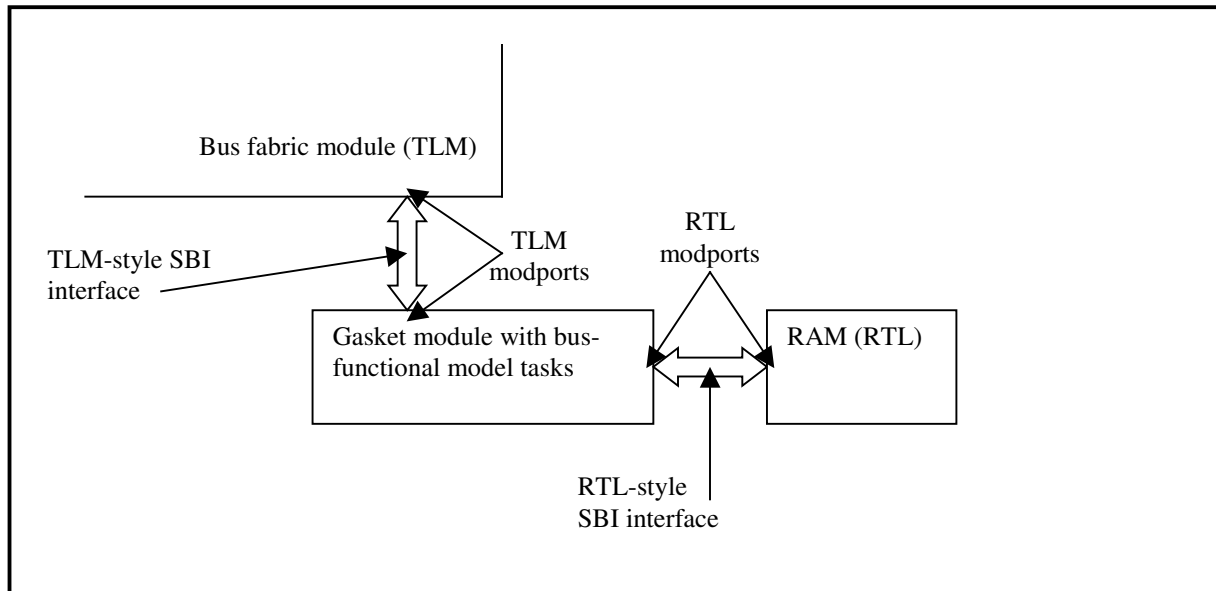 Bus fabric module (TLM)
TLM-style SBI
interface
TLM
modports
RTL
modports
Gasket module with bus-
functional model tasks
RAM (RTL)
RTL-style
SBI interface